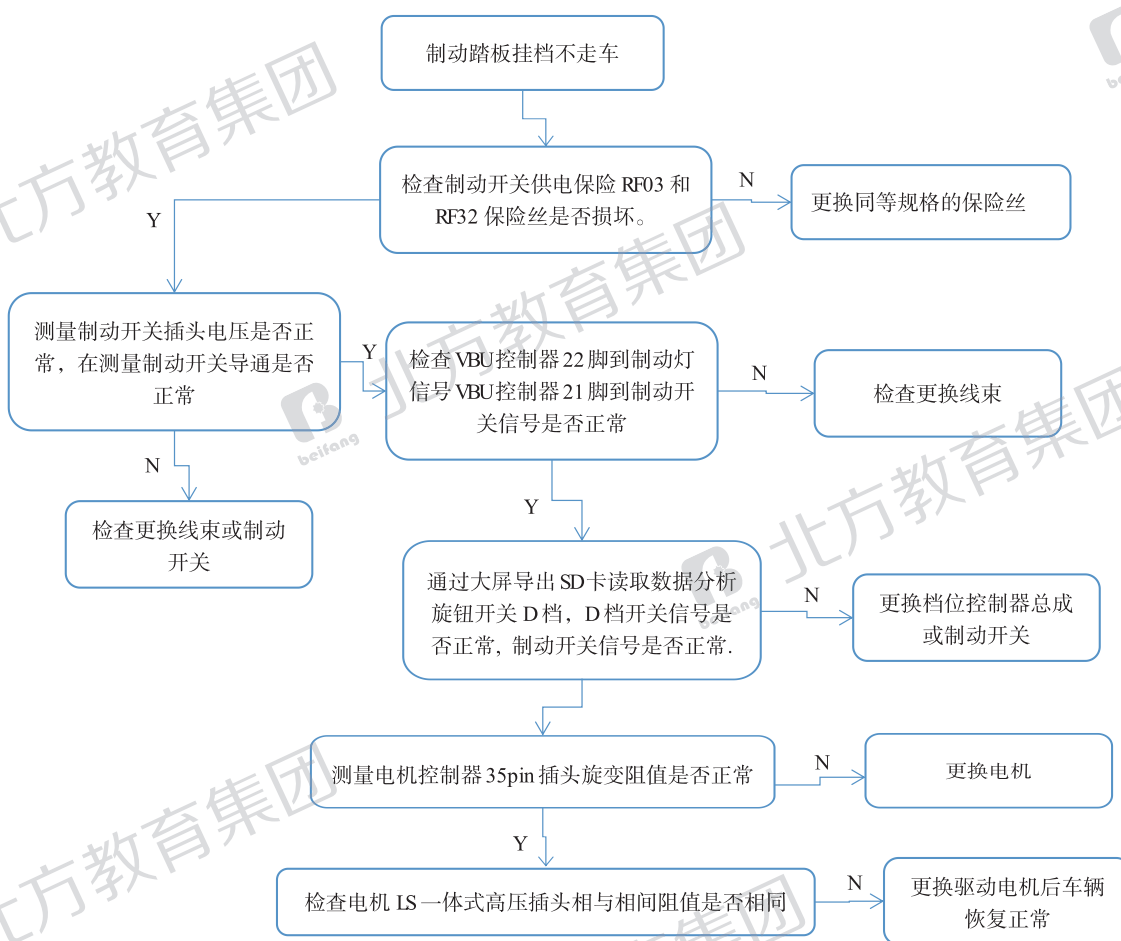 制动踏板挂档不走车
检查制动开关供电保险 RF03 和
RF32 保险丝是否损坏。
N
更换同等规格的保险丝
Y
测量制动开关插头电压是否正
常，在测量制动开关导通是否
正常
Y
检查 VBU 控制器 22 脚到制动灯
信号 VBU 控制器 21 脚到制动开
关信号是否正常
N
检查更换线束
N
检查更换线束或制动
开关
Y
通过大屏导出 SD 卡读取数据分析
旋钮开关 D 档，D 档开关信号是
否正常, 制动开关信号是否正常.
N
更换档位控制器总成
或制动开关
测量电机控制器 35pin 插头旋变阻值是否正常
N
更换电机
Y
检查电机 LS 一体式高压插头相与相间阻值是否相同
N
更换驱动电机后车辆
恢复正常
北方教育集团
beifang
北方教育集团
beifang
北方教育集团
北方教育集团